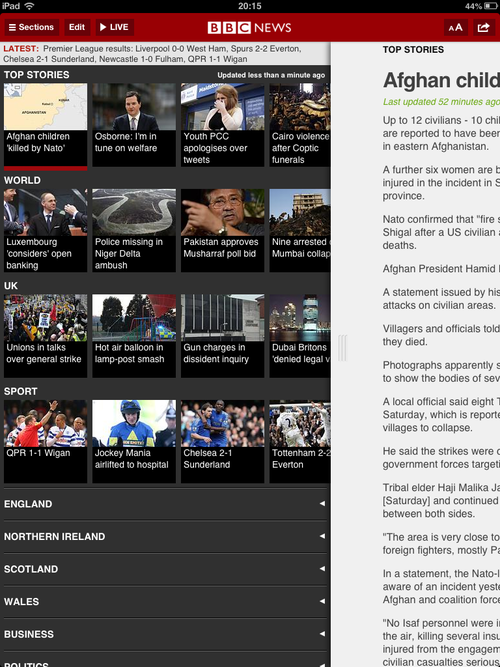 iPad 20:15 44%
Sections Edit LIVE BBC NEWS AA
LATEST: Premier League results: Liverpool 0-0 West Ham, Spurs 2-2 Everton,
Chelsea 2-1 Sunderland, Newcastle 1-0 Fulham, QPR 1-1 Wigan
TOP STORIES Updated less than a minute ago
AFGHANISTAN
Afghan children
'killed by Nato'
Osborne: I'm in
tune on welfare
Youth PCC
apologises over
tweets
Cairo violence
after Coptic
funerals
WORLD
Luxembourg
'considers' open
banking
Police missing in
Niger Delta
ambush
Pakistan approves
Musharraf poll bid
Nine arrested
Mumbai collap
UK
Unions in talks
over general strike
Hot air balloon in
lamp-post smash
Gun charges in
dissident inquiry
Dubai Britons
'denied legal
SPORT
QPR 1-1 Wigan
Jockey Mania
airlifted to hospital
Chelsea 2-1
Sunderland
Tottenham 2-2
Everton
ENGLAND
NORTHERN IRELAND
SCOTLAND
WALES
BUSINESS
POLITICS
TOP STORIES
Afghan child
Last updated 52 minutes ago
Up to 12 civilians - 10 chil
are reported to have been
in eastern Afghanistan.
A further six women are b
injured in the incident in S
province.
Nato confirmed that "fire s
Shigal after a US civilian a
deaths.
Afghan President Hamid
A statement issued by his
attacks on civilian areas.
Villagers and officials told
they died.
Photographs apparently s
to show the bodies of sev
A local official said eight T
Saturday, which is reporte
villages to collapse.
He said the strikes were c
government forces targeti
Tribal elder Haji Malika Ja
[Saturday] and continued
between both sides.
"The area is very close to
foreign fighters, mostly Pa
In a statement, the Nato-l
aware of an incident yeste
Afghan and coalition force
"No Isaf personnel were i
the air, killing several insu
injured from the engagem
civilian casualties serious